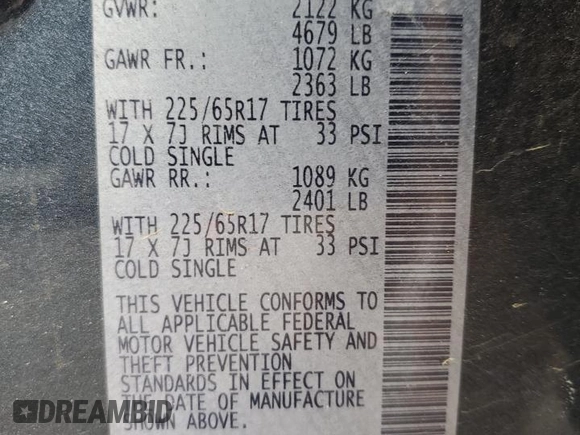 GVWR: 2122 KG
4679 LB
GAWR FR.: 1072 KG
2363 LB
WITH 225/65R17 TIRES
17 X 7J RIMS AT 33 PSI
COLD SINGLE
GAWR RR.: 1089 KG
2401 LB
WITH 225/65R17 TIRES
17 X 7J RIMS AT 33 PSI
COLD SINGLE
THIS VEHICLE CONFORMS TO
ALL APPLICABLE FEDERAL
MOTOR VEHICLE SAFETY AND
THEFT PREVENTION
STANDARDS IN EFFECT ON
THE DATE OF MANUFACTURE
SHOWN ABOVE.
DREAMBID